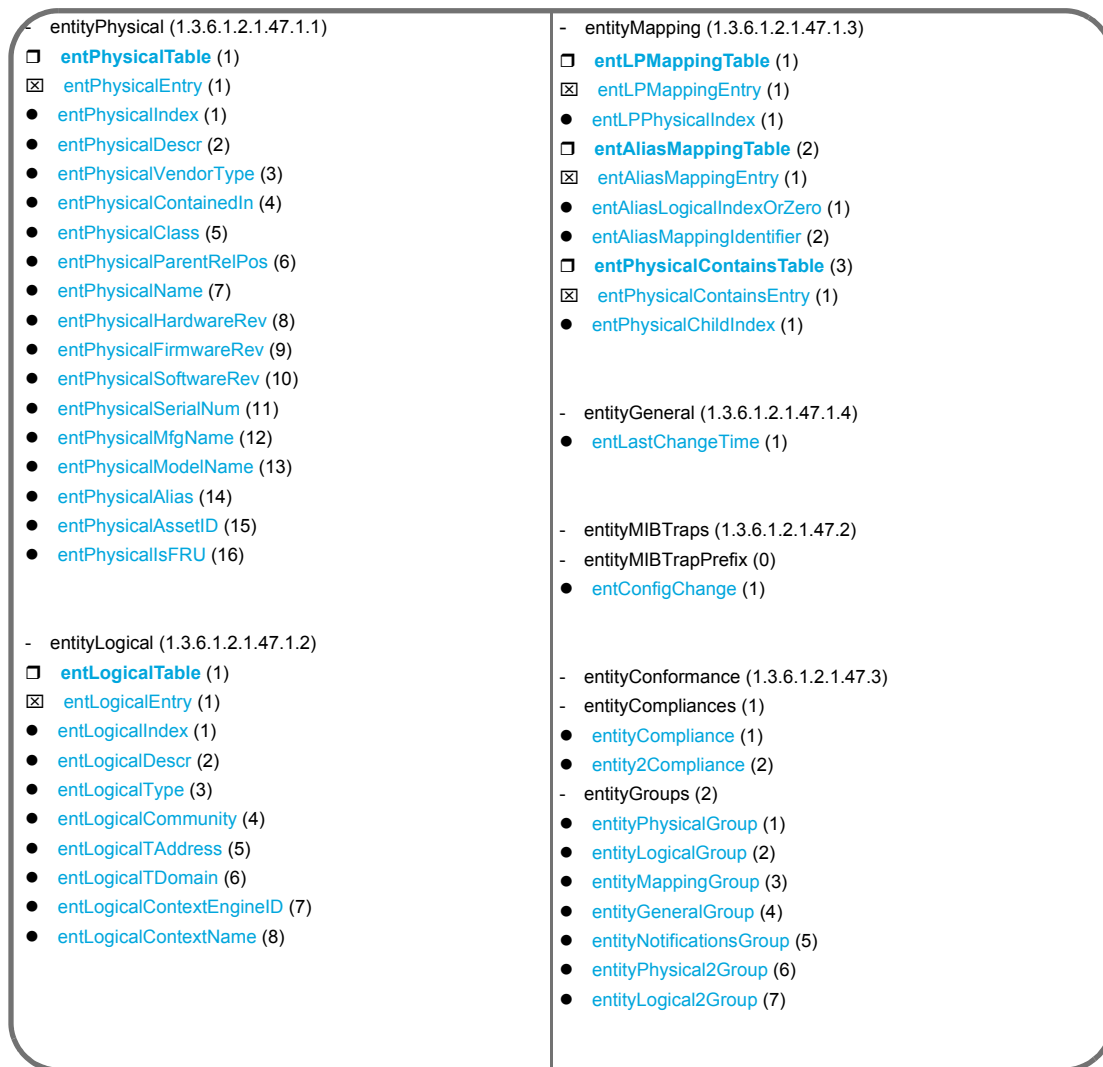 - entityPhysical (1.3.6.1.2.1.47.1.1)
❒ entPhysicalTable (1)
☒ entPhysicalEntry (1)
● entPhysicalIndex (1)
● entPhysicalDescr (2)
● entPhysicalVendorType (3)
● entPhysicalContainedIn (4)
● entPhysicalClass (5)
● entPhysicalParentRelPos (6)
● entPhysicalName (7)
● entPhysicalHardwareRev (8)
● entPhysicalFirmwareRev (9)
● entPhysicalSoftwareRev (10)
● entPhysicalSerialNum (11)
● entPhysicalMfgName (12)
● entPhysicalModelName (13)
● entPhysicalAlias (14)
● entPhysicalAssetID (15)
● entPhysicalIsFRU (16)
- entityLogical (1.3.6.1.2.1.47.1.2)
❒ entLogicalTable (1)
☒ entLogicalEntry (1)
● entLogicalIndex (1)
● entLogicalDescr (2)
● entLogicalType (3)
● entLogicalCommunity (4)
● entLogicalTAddress (5)
● entLogicalTDomain (6)
● entLogicalContextEngineID (7)
● entLogicalContextName (8)
- entityMapping (1.3.6.1.2.1.47.1.3)
❒ entLPMappingTable (1)
☒ entLPMappingEntry (1)
● entLPPhysicalIndex (1)
❒ entAliasMappingTable (2)
☒ entAliasMappingEntry (1)
● entAliasLogicalIndexOrZero (1)
● entAliasMappingIdentifier (2)
❒ entPhysicalContainsTable (3)
☒ entPhysicalContainsEntry (1)
● entPhysicalChildIndex (1)
- entityGeneral (1.3.6.1.2.1.47.1.4)
● entLastChangeTime (1)
- entityMIBTraps (1.3.6.1.2.1.47.2)
- entityMIBTrapPrefix (0)
● entConfigChange (1)
- entityConformance (1.3.6.1.2.1.47.3)
- entityCompliances (1)
● entityCompliance (1)
● entity2Compliance (2)
- entityGroups (2)
● entityPhysicalGroup (1)
● entityLogicalGroup (2)
● entityMappingGroup (3)
● entityGeneralGroup (4)
● entityNotificationsGroup (5)
● entityPhysical2Group (6)
● entityLogical2Group (7)